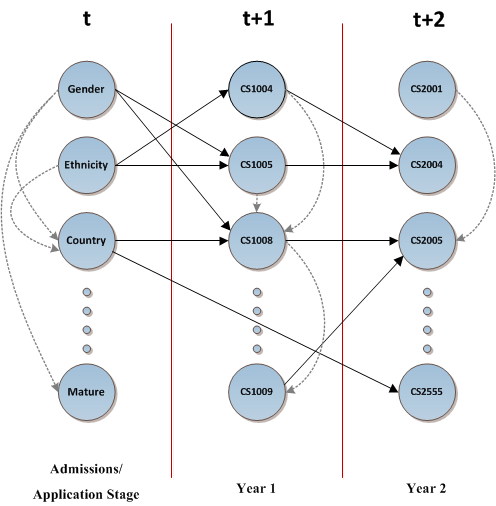 t t+1 t+2
Gender CS1004 CS2001
Ethnicity CS1005 CS2004
Country CS1008 CS2005
Mature CS1009 CS2555
Admissions/
Application Stage
Year 1 Year 2